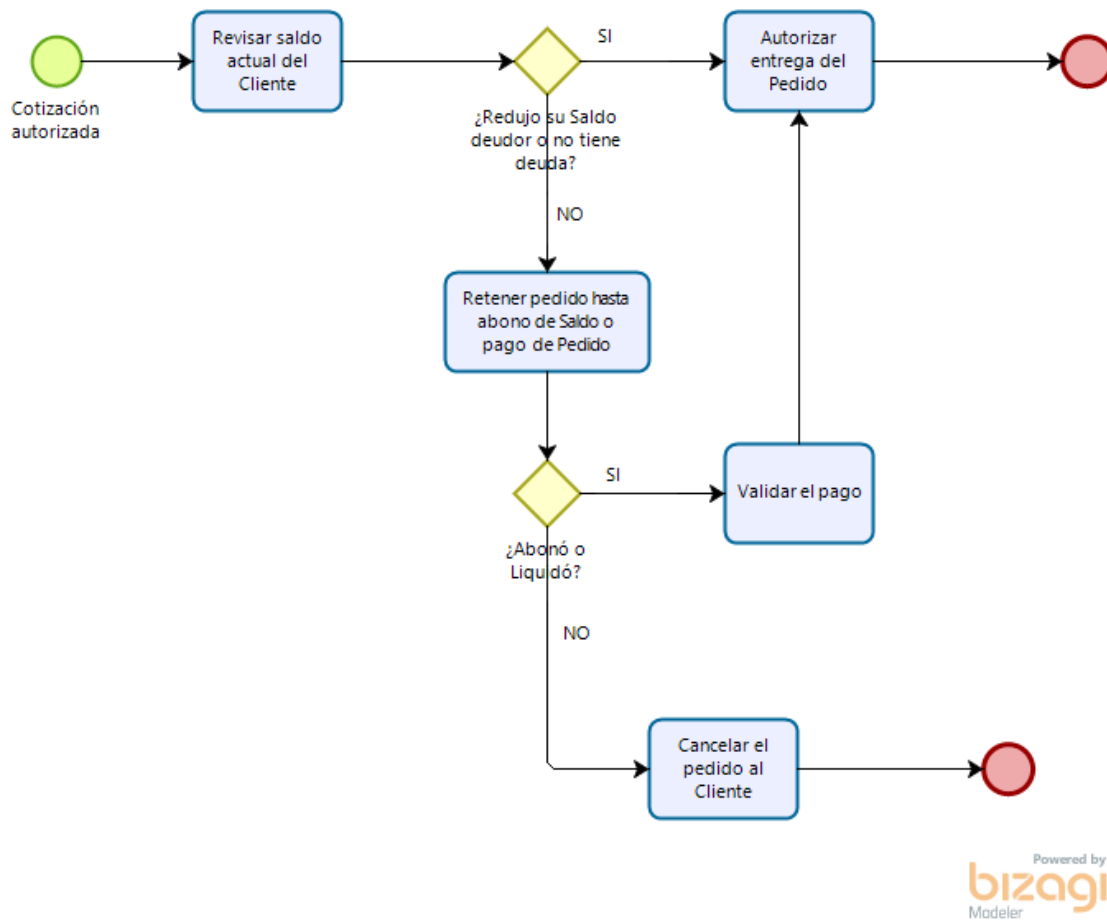 Revisar saldo
actual del
Cliente
SI
Autorizar
entrega del
Pedido
Cotización
autorizada
¿Redujo su Saldo
deudor o no tiene
deuda?
NO
Retener pedido hasta
abono de Saldo o
pago de Pedido
SI
Validar el pago
¿Abonó o
Liquidó?
NO
Cancelar el
pedido al
Cliente
Powered by
bizagi
Modeler